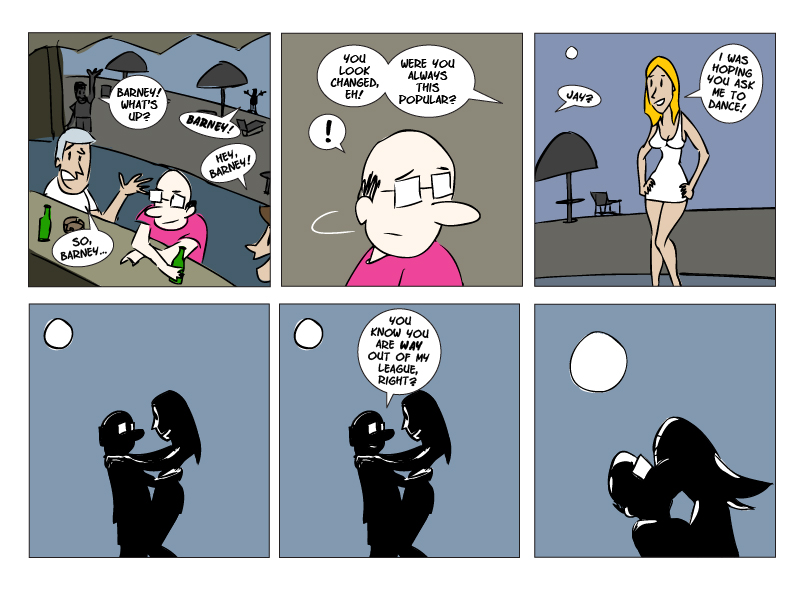 BARNEY!
WHAT'S
UP?
BARNEY!
HEY,
BARNEY!
SO,
BARNEY...
YOU
LOOK
CHANGED,
EH!
WERE YOU
ALWAYS
THIS
POPULAR?
!
I WAS
HOPING
YOU ASK
ME TO
DANCE!
JAY?
YOU
KNOW YOU
ARE WAY
OUT OF MY
LEAGUE,
RIGHT?